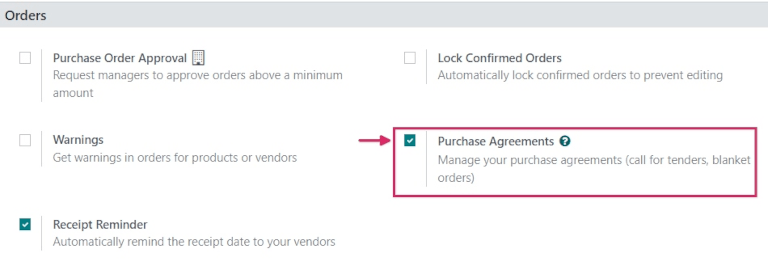 Orders
Purchase Order Approval
Request managers to approve orders above a minimum
amount
Lock Confirmed Orders
Automatically lock confirmed orders to prevent editing
Warnings
Get warnings in orders for products or vendors
Purchase Agreements ?
Manage your purchase agreements (call for tenders, blanket
orders)
Receipt Reminder
Automatically remind the receipt date to your vendors